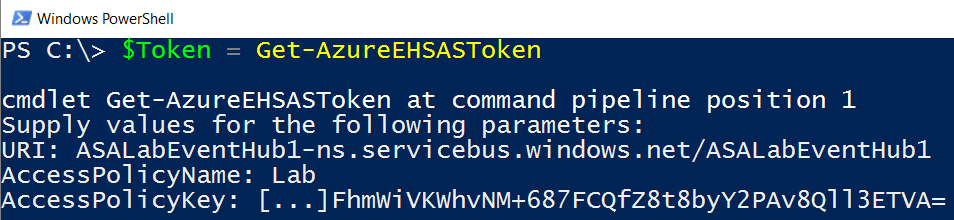 Windows PowerShell
PS C:\> $Token = Get-AzureEHSASToken
cmdlet Get-AzureEHSASToken at command pipeline position 1
Supply values for the following parameters:
URI: ASALabEventHub1-ns.servicebus.windows.net/ASALabEventHub1
AccessPolicyName: Lab
AccessPolicyKey: [...]FhmWiVKWhvNM+687FCQfZ8t8byY2PAv8Qll3ETVA=